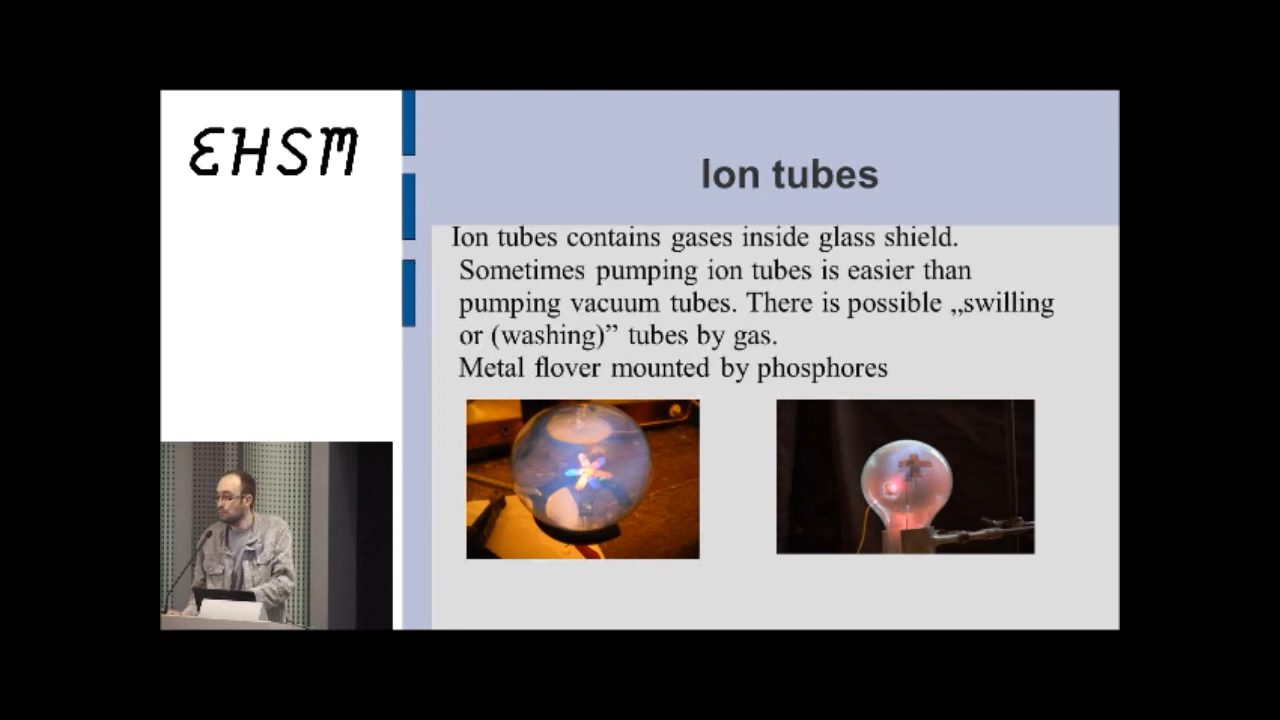 EHSM
Ion tubes
Ion tubes contains gases inside glass shield.
Sometimes pumping ion tubes is easier than
pumping vacuum tubes. There is possible „swilling
or (washing)” tubes by gas.
Metal flover mounted by phosphores